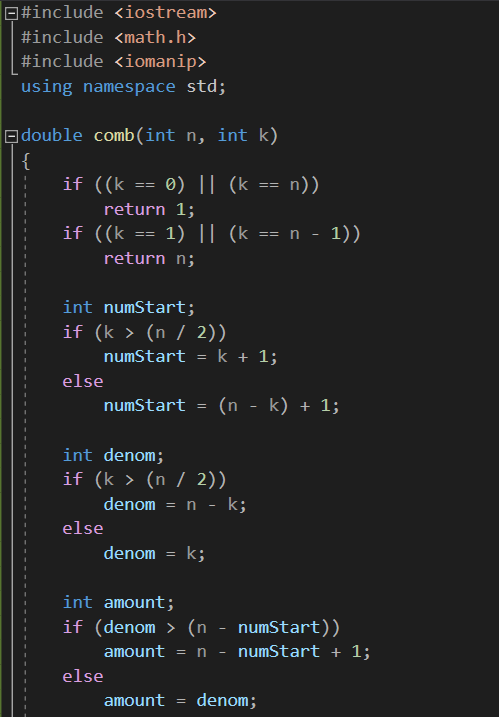 #include <iostream>
#include <math.h>
#include <iomanip>
using namespace std;
double comb(int n, int k)
{
if ((k == 0) || (k == n))
return 1;
if ((k == 1) || (k == n - 1))
return n;
int numStart;
if (k > (n / 2))
numStart = k + 1;
else
numStart = (n - k) + 1;
int denom;
if (k > (n / 2))
denom = n - k;
else
denom = k;
int amount;
if (denom > (n - numStart))
amount = n - numStart + 1;
else
amount = denom;